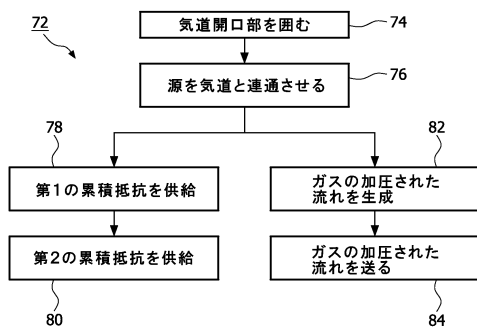 72
気道開口部を囲む
74
源を気道と連通させる
76
78
第1の累積抵抗を供給
第2の累積抵抗を供給
80
82
ガスの加圧された
流れを生成
ガスの加圧された
流れを送る
84